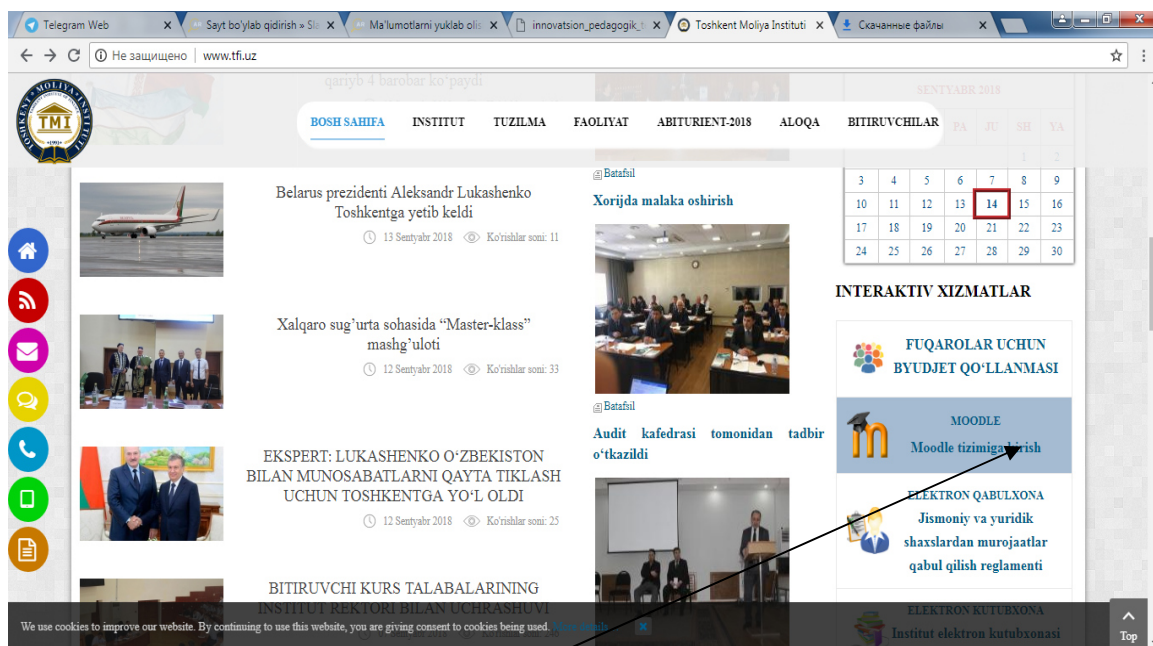 Telegram Web
Sayt bo'ylab qidirish » Sla
Ma'lumotlarni yuklab olis
innovatsion_pedagogik_t
Toshkent Moliya Instituti
Скачанные файлы
Не защищено | www.tfi.uz
TOSHKENT MOLIYA INSTITUTI
TMI
1991
BOSH SAHIFA INSTITUT TUZILMA FAOLIYAT ABITURIENT-2018 ALOQA BITIRUVCHILAR
qariyb 4 barobar ko'paydi
Belarus prezidenti Aleksandr Lukashenko
Toshkentga yetib keldi
13 Sentyabr 2018 Ko'rishlar soni: 11
Xalqaro sug’urta sohasida “Master-klass”
mashg’uloti
12 Sentyabr 2018 Ko'rishlar soni: 33
EKSPERT: LUKASHENKO O‘ZBEKISTON
BILAN MUNOSABATLARNI QAYTA TIKLASH
UCHUN TOSHKENTGA YO‘L OLDI
12 Sentyabr 2018 Ko'rishlar soni: 25
BITIRUVCHI KURS TALABALARINING
INSTITUT REKTORI BILAN UCHRASHUVI
Batafsil
Xorijda malaka oshirish
Batafsil
Audit kafedrasi tomonidan tadbir
o‘tkazildi
SENTYABR 2018
PA JU SH YA
1 2
3 4 5 6 7 8 9
10 11 12 13 14 15 16
17 18 19 20 21 22 23
24 25 26 27 28 29 30
INTERAKTIV XIZMATLAR
FUQAROLAR UCHUN
BYUDJET QO‘LLANMASI
MOODLE
Moodle tizimiga kirish
ELEKTRON QABULXONA
Jismoniy va yuridik
shaxslardan murojaatlar
qabul qilish reglamenti
ELEKTRON KUTUBXONA
Institut elektron kutubxonasi
We use cookies to improve our website. By continuing to use this website, you are giving consent to cookies being used.
Top